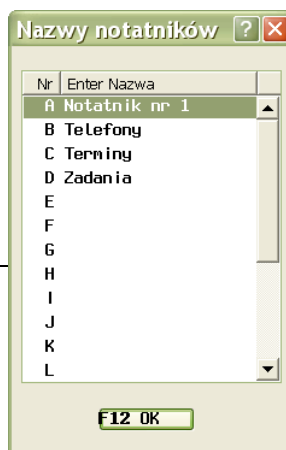 Nazwy notatników
Nr Enter Nazwa
A Notatnik nr 1
B Telefony
C Terminy
D Zadania
E
F
G
H
I
J
K
L
F12 OK